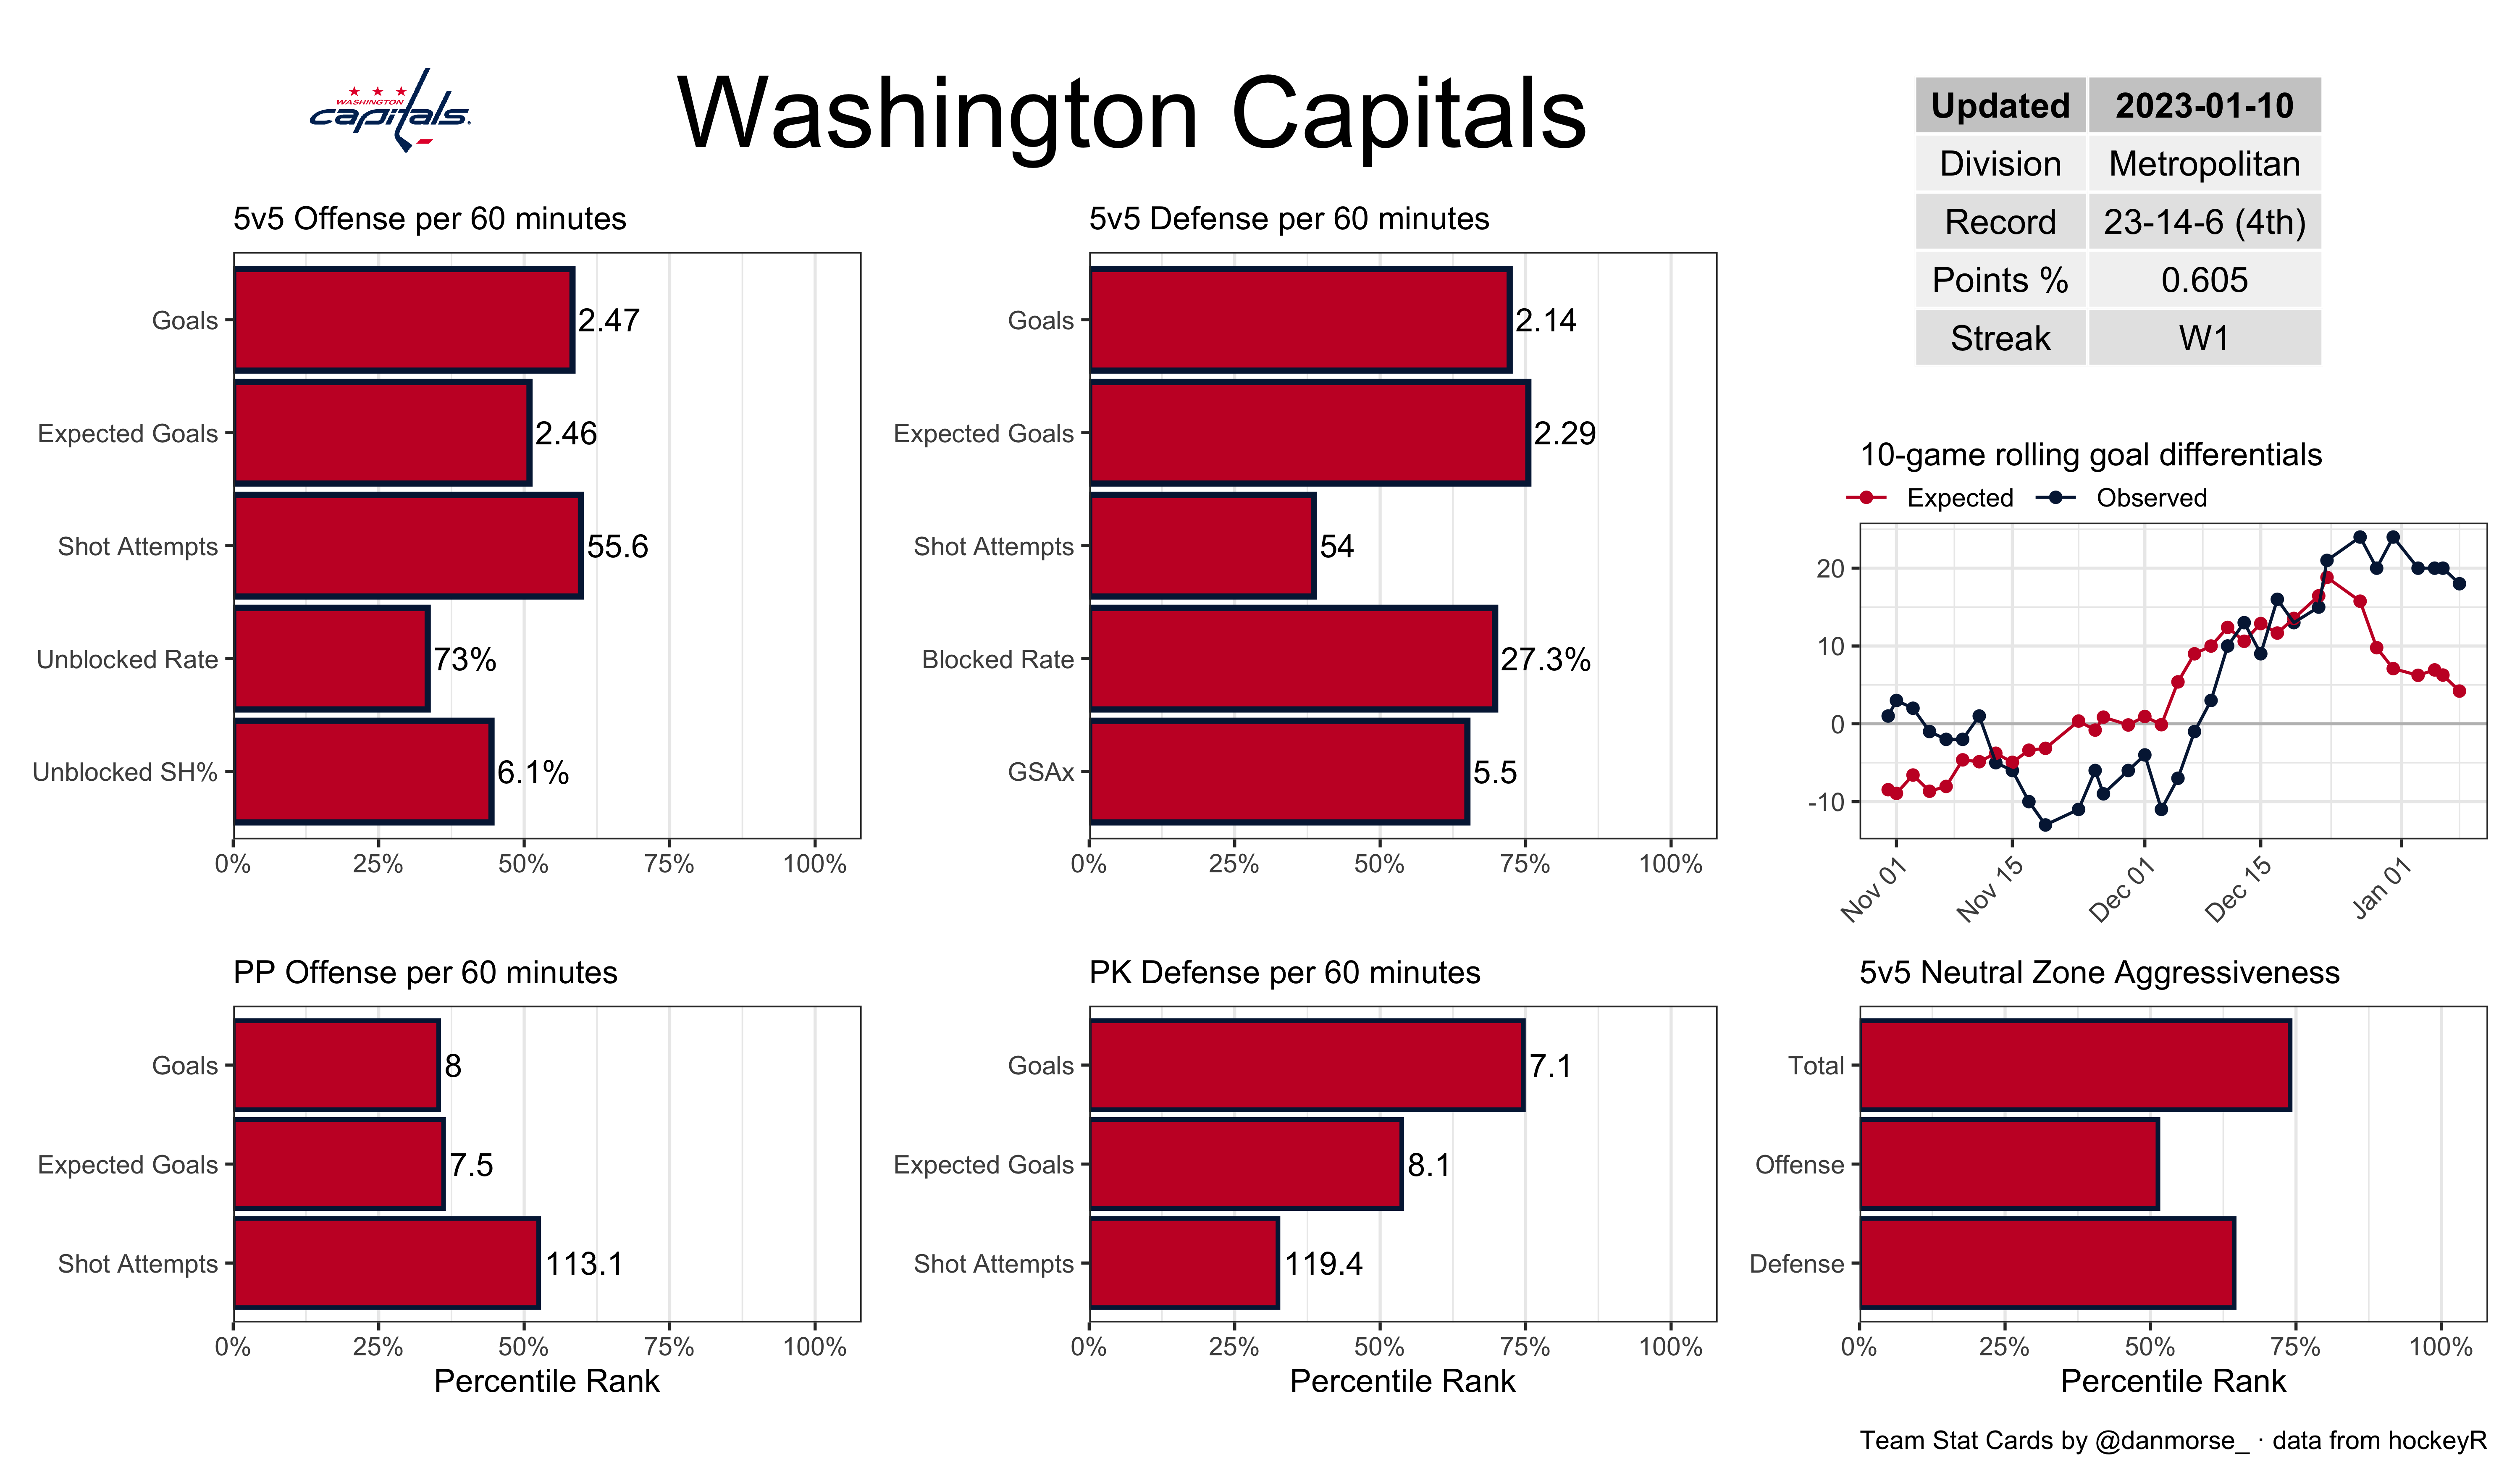 WASHINGTON
capitals
Washington Capitals
Updated 2023-01-10
Division Metropolitan
Record 23-14-6 (4th)
Points % 0.605
Streak W1
5v5 Offense per 60 minutes
Goals 2.47
Expected Goals 2.46
Shot Attempts 55.6
Unblocked Rate 73%
Unblocked SH% 6.1%
0% 25% 50% 75% 100%
5v5 Defense per 60 minutes
Goals 2.14
Expected Goals 2.29
Shot Attempts 54
Blocked Rate 27.3%
GSAx 5.5
0% 25% 50% 75% 100%
10-game rolling goal differentials
Expected Observed
20
10
0
-10
Nov 01 Nov 15 Dec 01 Dec 15 Jan 01
PP Offense per 60 minutes
Goals 8
Expected Goals 7.5
Shot Attempts 113.1
0% 25% 50% 75% 100%
Percentile Rank
PK Defense per 60 minutes
Goals 7.1
Expected Goals 8.1
Shot Attempts 119.4
0% 25% 50% 75% 100%
Percentile Rank
5v5 Neutral Zone Aggressiveness
Total
Offense
Defense
0% 25% 50% 75% 100%
Percentile Rank
Team Stat Cards by @danmorse_ · data from hockeyR